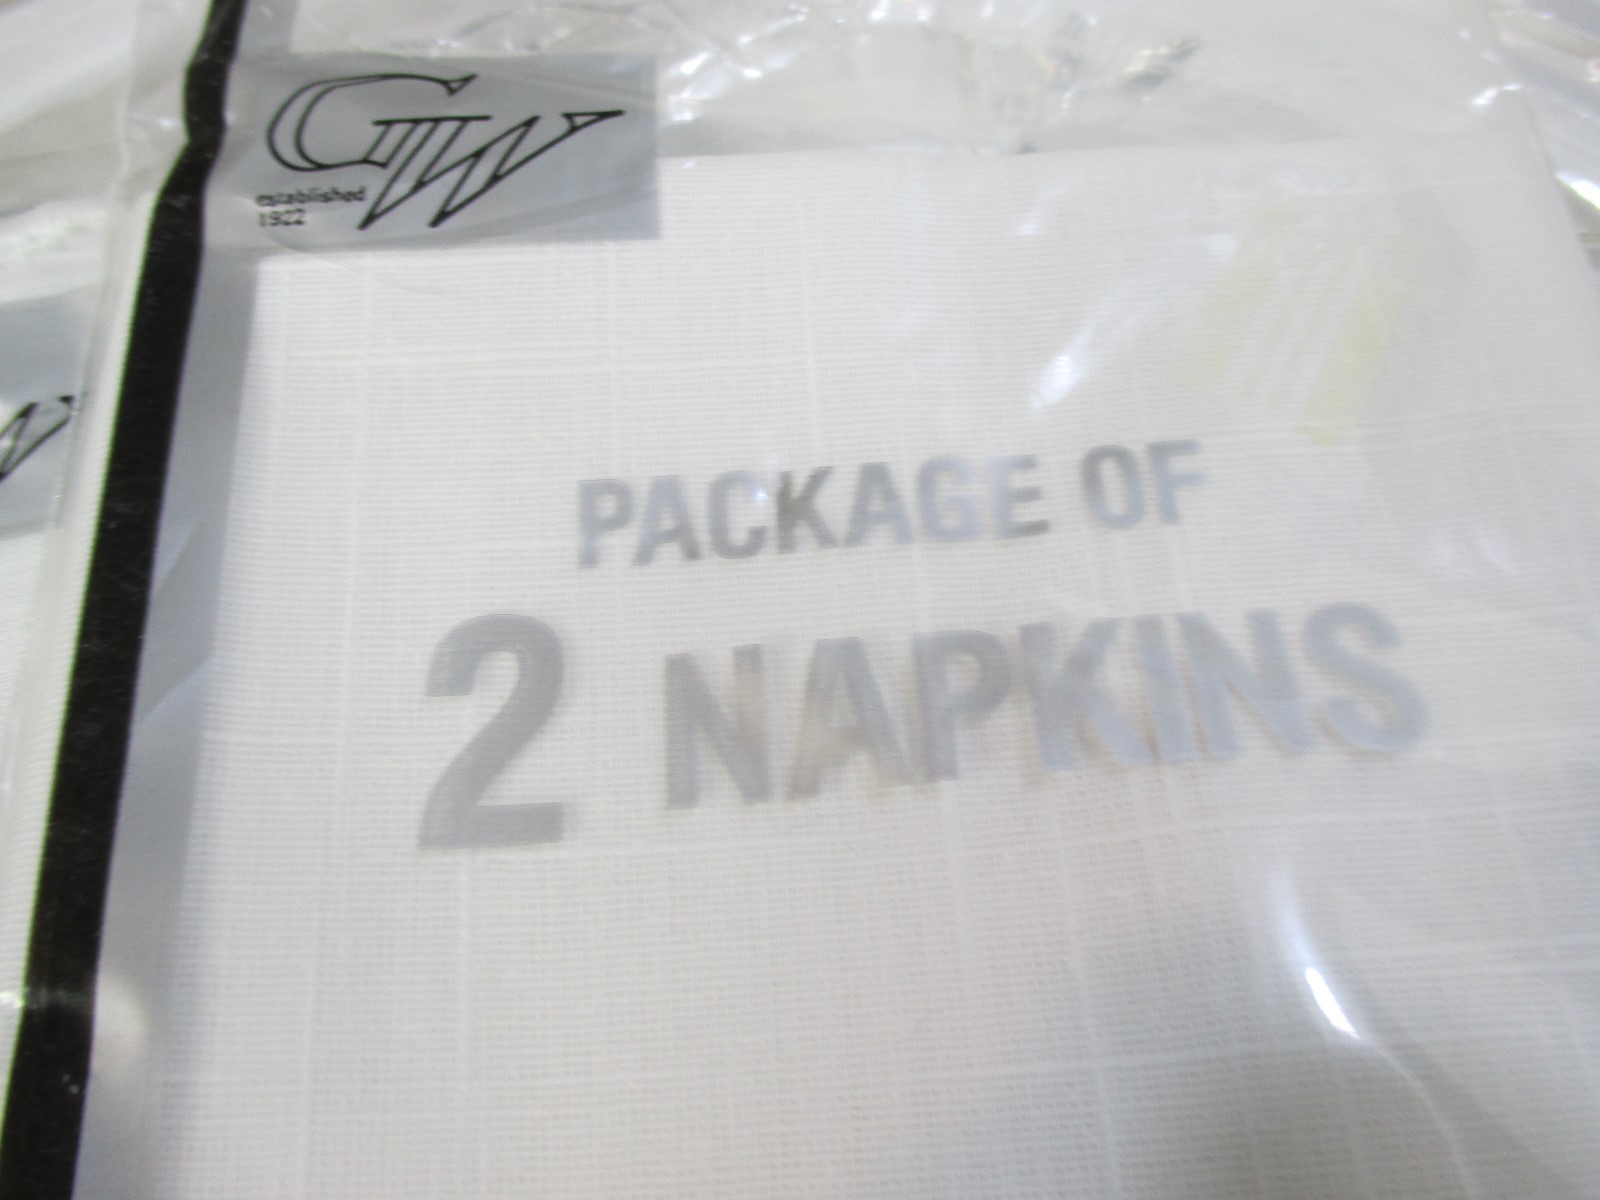 GW
established
1922
W
PACKAGE OF
2 NAPKINS